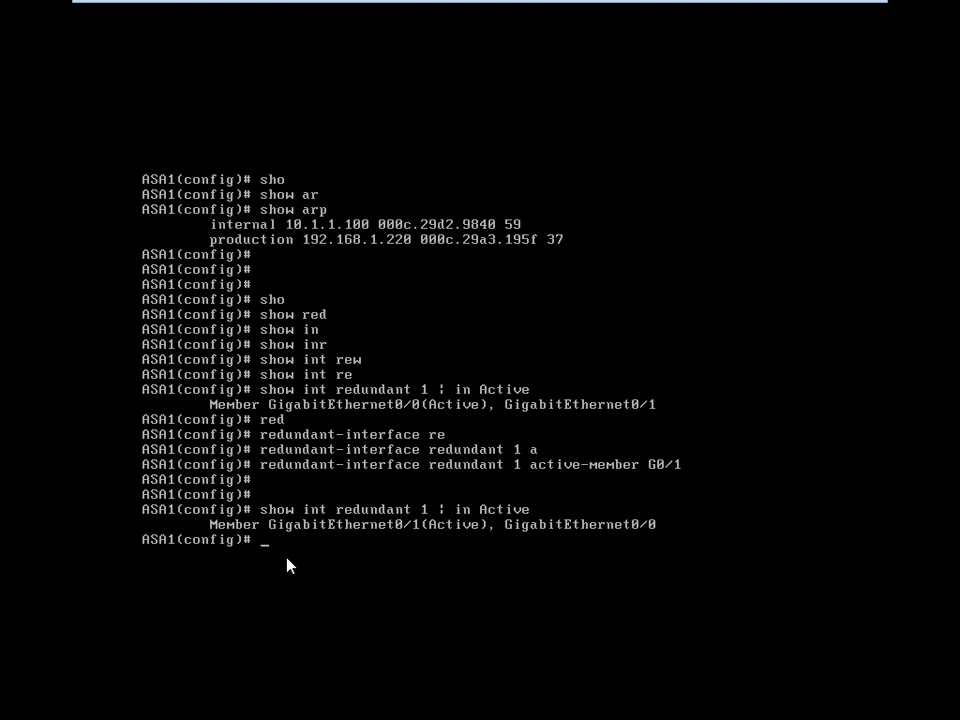 ASA1(config)# sho
ASA1(config)# show ar
ASA1(config)# show arp
internal 10.1.1.100 000c.29d2.9840 59
production 192.168.1.220 000c.29a3.195f 37
ASA1(config)#
ASA1(config)#
ASA1(config)#
ASA1(config)# sho
ASA1(config)# show red
ASA1(config)# show in
ASA1(config)# show inr
ASA1(config)# show int rew
ASA1(config)# show int re
ASA1(config)# show int redundant 1 | in Active
Member GigabitEthernet0/0(Active), GigabitEthernet0/1
ASA1(config)# red
ASA1(config)# redundant-interface re
ASA1(config)# redundant-interface redundant 1 a
ASA1(config)# redundant-interface redundant 1 active-member G0/1
ASA1(config)#
ASA1(config)#
ASA1(config)# show int redundant 1 | in Active
Member GigabitEthernet0/1(Active), GigabitEthernet0/0
ASA1(config)# _